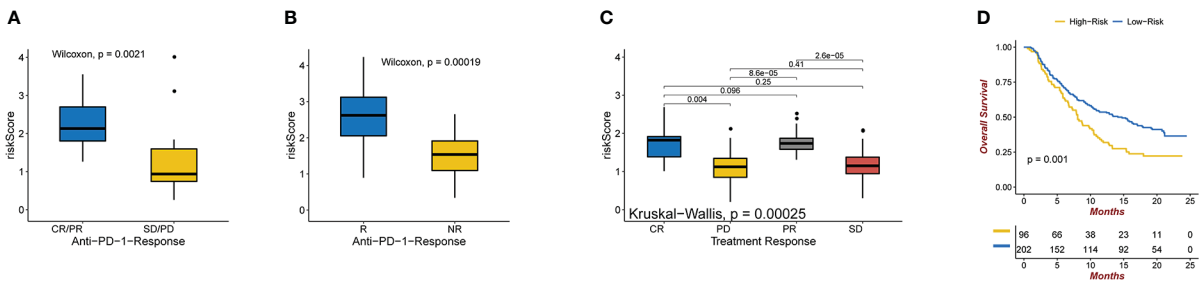 A
Wilcoxon, p = 0.0021
riskScore
4
3
2
1
0
CR/PR SD/PD
Anti−PD−1−Response
B
Wilcoxon, p = 0.00019
riskScore
4
3
2
1
0
R NR
Anti−PD−1−Response
C
2.6e−05
0.41
8.6e−05
0.25
0.096
0.004
riskScore
4
3
2
1
0
Kruskal−Wallis, p = 0.00025
CR PD PR SD
Treatment Response
D
High−Risk Low−Risk
Overall Survival
1.00
0.75
0.50
0.25
0.00
p = 0.001
0 5 10 15 20 25
Months
96 66 38 23 11 0
202 152 114 92 54 0
0 5 10 15 20 25
Months